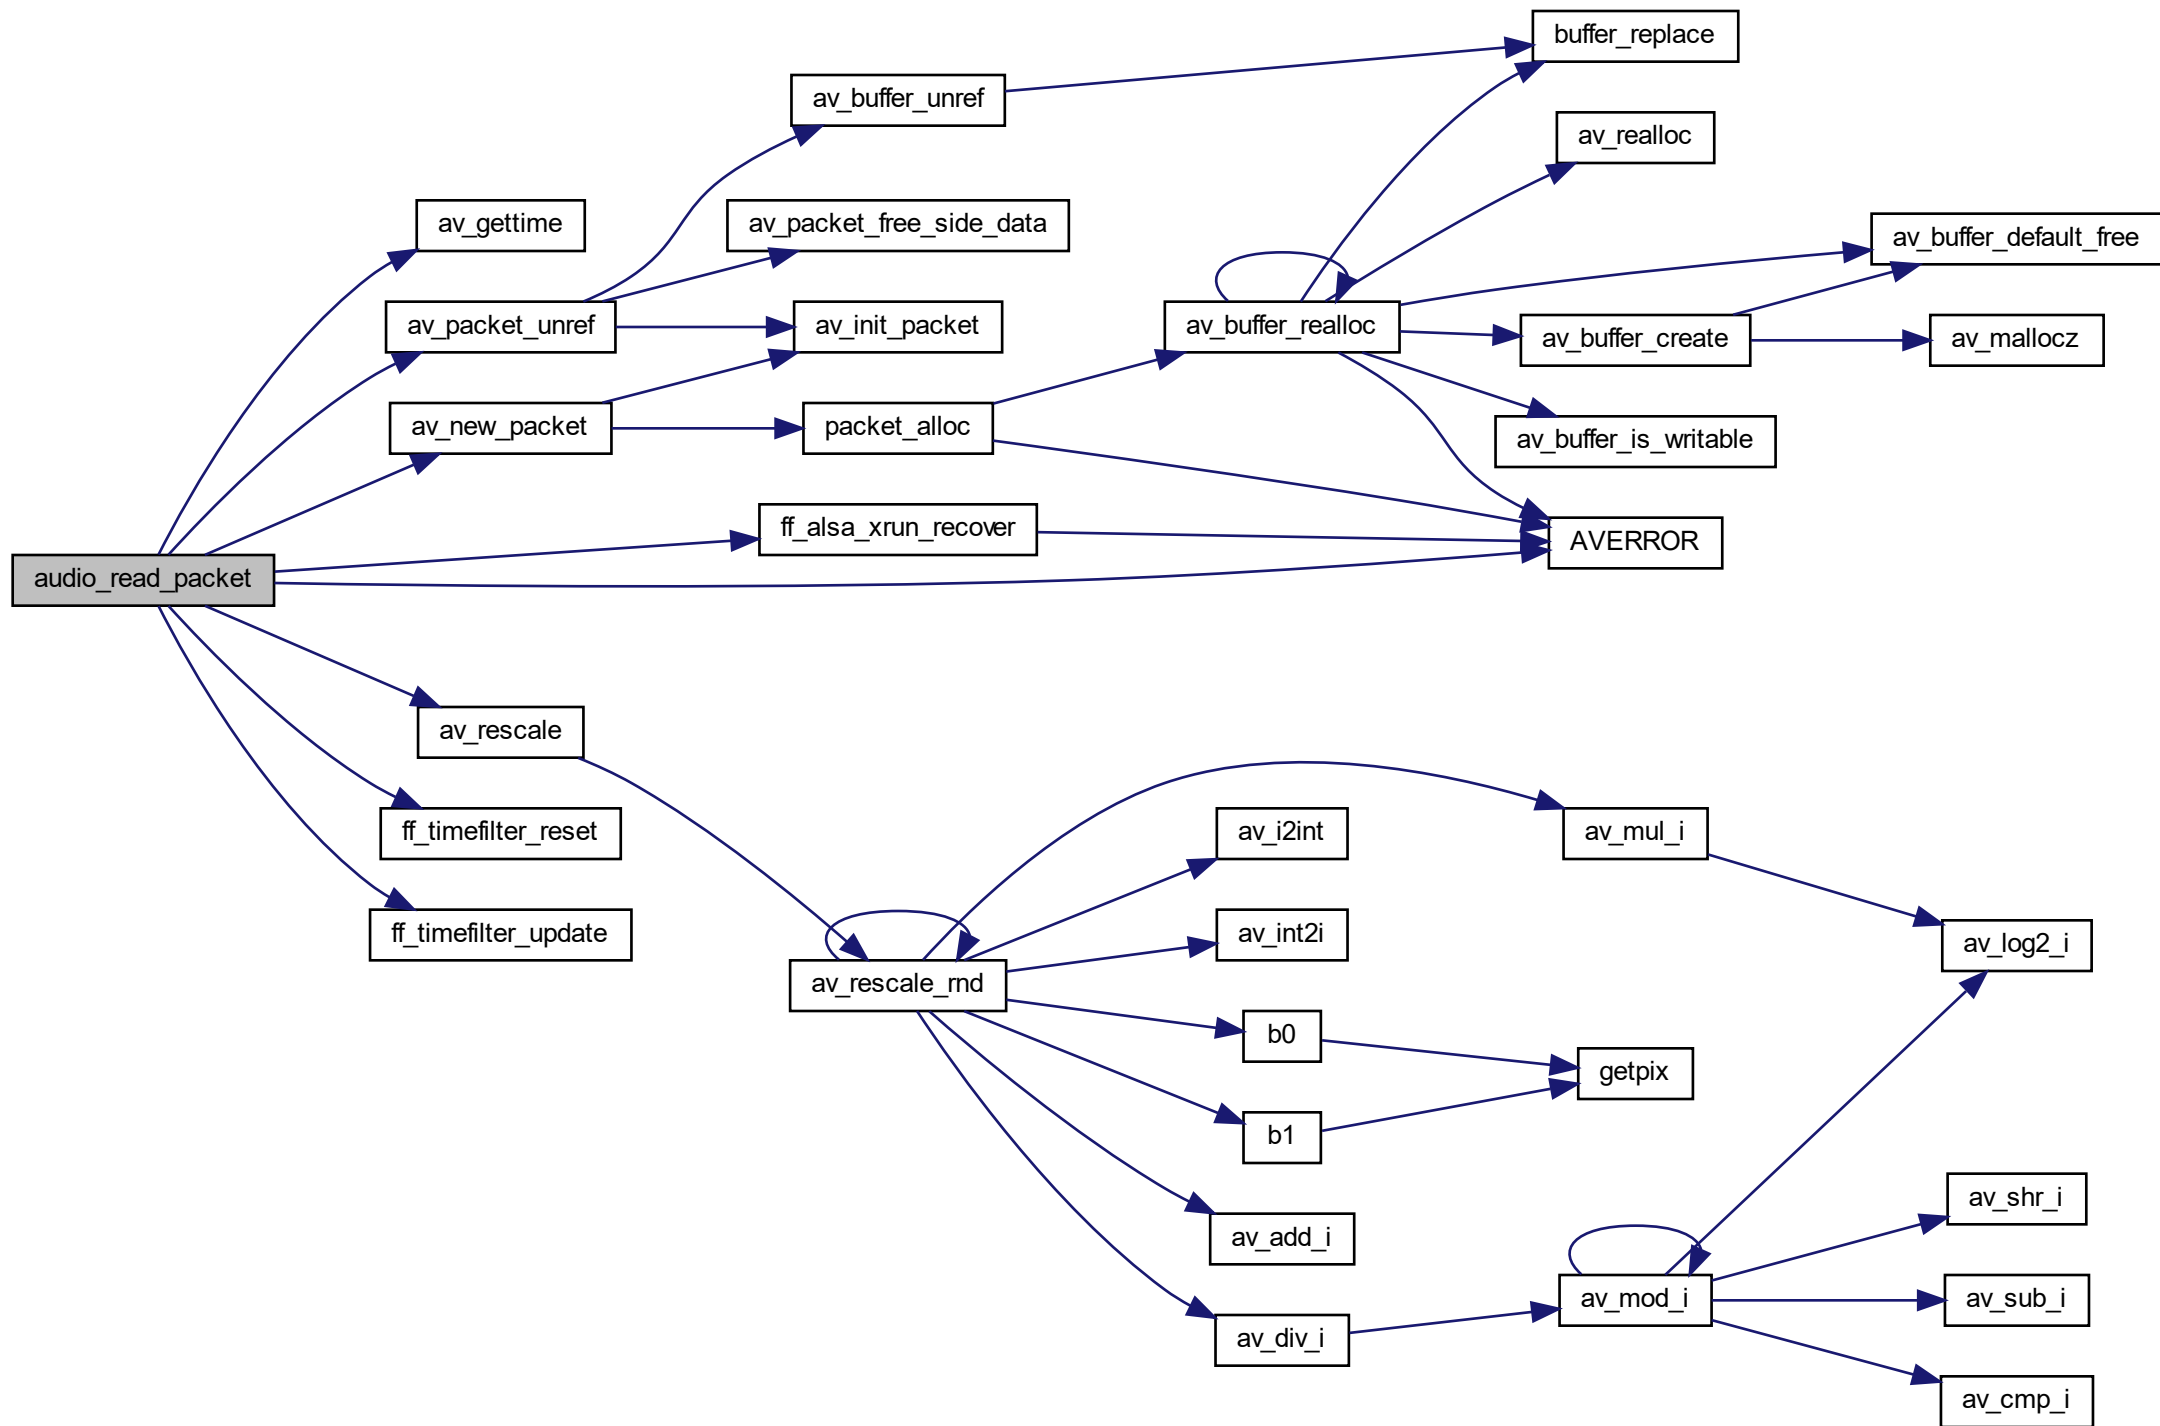 buffer_replace
av_buffer_unref
av_realloc
av_gettime
av_packet_free_side_data
av_buffer_default_free
av_packet_unref
av_init_packet
av_buffer_realloc
av_buffer_create
av_mallocz
av_new_packet
packet_alloc
av_buffer_is_writable
ff_alsa_xrun_recover
AVERROR
audio_read_packet
av_rescale
ff_timefilter_reset
av_i2int
av_mul_i
ff_timefilter_update
av_int2i
av_log2_i
av_rescale_rnd
b0
getpix
b1
av_shr_i
av_add_i
av_mod_i
av_sub_i
av_div_i
av_cmp_i